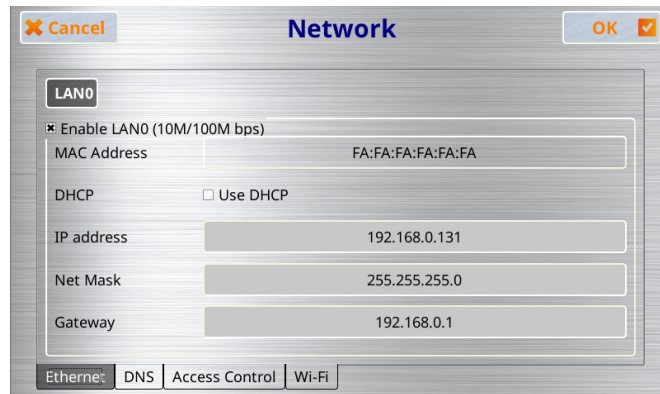 Cancel
Network
OK
LAN0
Enable LAN0 (10M/100M bps)
MAC Address FA:FA:FA:FA:FA:FA
DHCP Use DHCP
IP address 192.168.0.131
Net Mask 255.255.255.0
Gateway 192.168.0.1
Ethernet DNS Access Control Wi-Fi